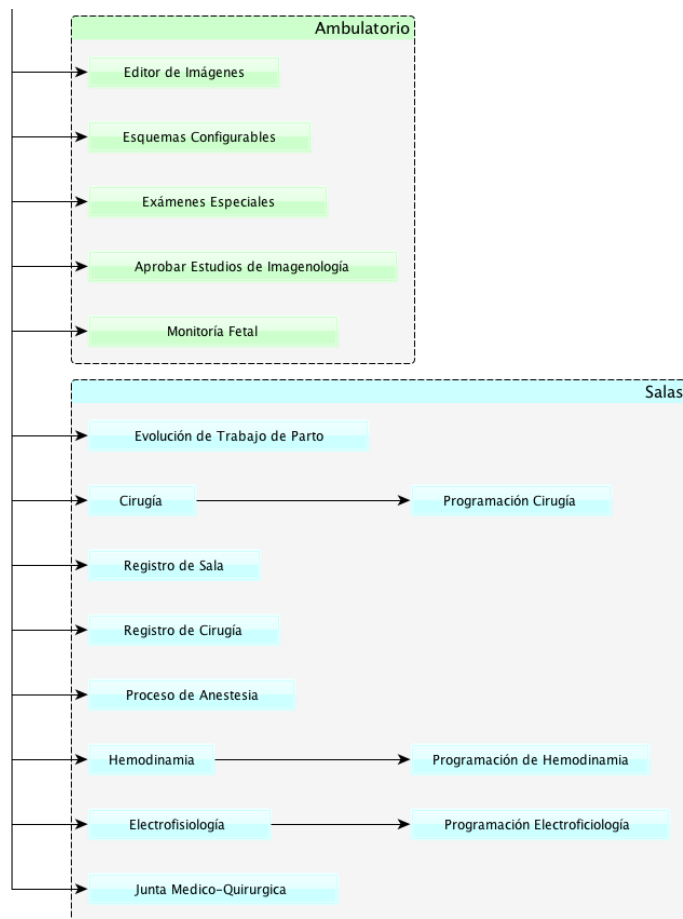 Ambulatorio
Editor de Imágenes
Esquemas Configurables
Exámenes Especiales
Aprobar Estudios de Imagenología
Monitoría Fetal
Salas
Evolución de Trabajo de Parto
Cirugía
Programación Cirugía
Registro de Sala
Registro de Cirugía
Proceso de Anestesia
Hemodinamia
Programación de Hemodinamia
Electrofisiología
Programación Electroficiología
Junta Medico-Quirurgica